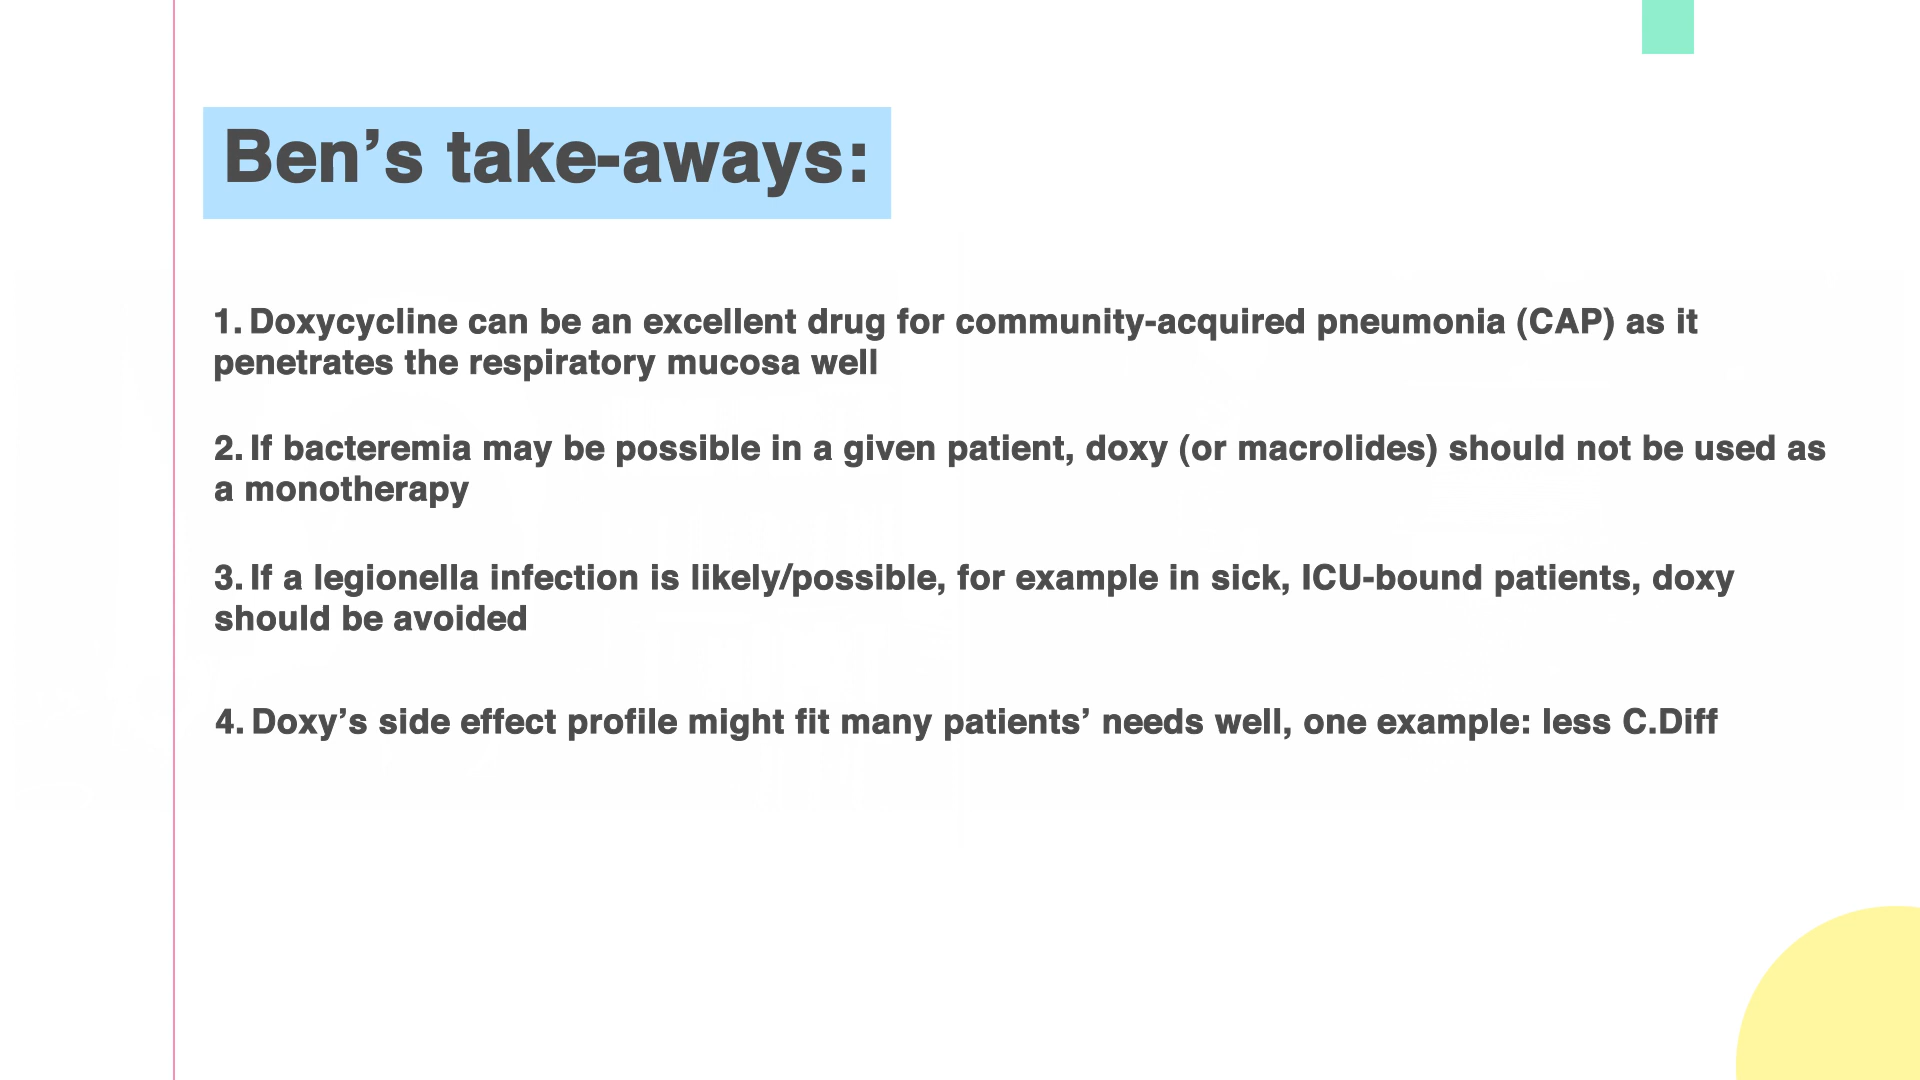 Ben’s take-aways:
1. Doxycycline can be an excellent drug for community-acquired pneumonia (CAP) as it
penetrates the respiratory mucosa well
2. If bacteremia may be possible in a given patient, doxy (or macrolides) should not be used as
a monotherapy
3. If a legionella infection is likely/possible, for example in sick, ICU-bound patients, doxy
should be avoided
4. Doxy’s side effect profile might fit many patients’ needs well, one example: less C.Diff